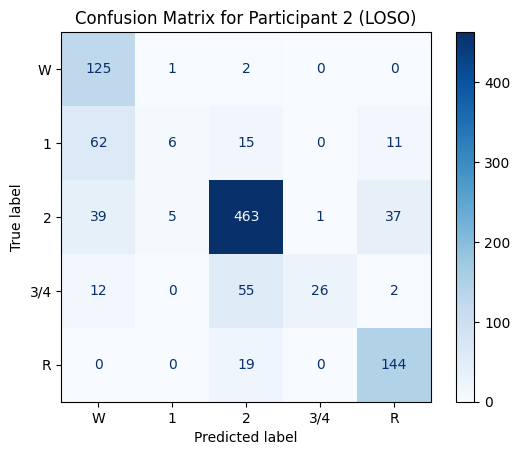 Confusion Matrix for Participant 2 (LOSO)
W 125 1 2 0 0
1 62 6 15 0 11
2 39 5 463 1 37
3/4 12 0 55 26 2
R 0 0 19 0 144
W 1 2 3/4 R
Predicted label
True label
400
300
200
100
0